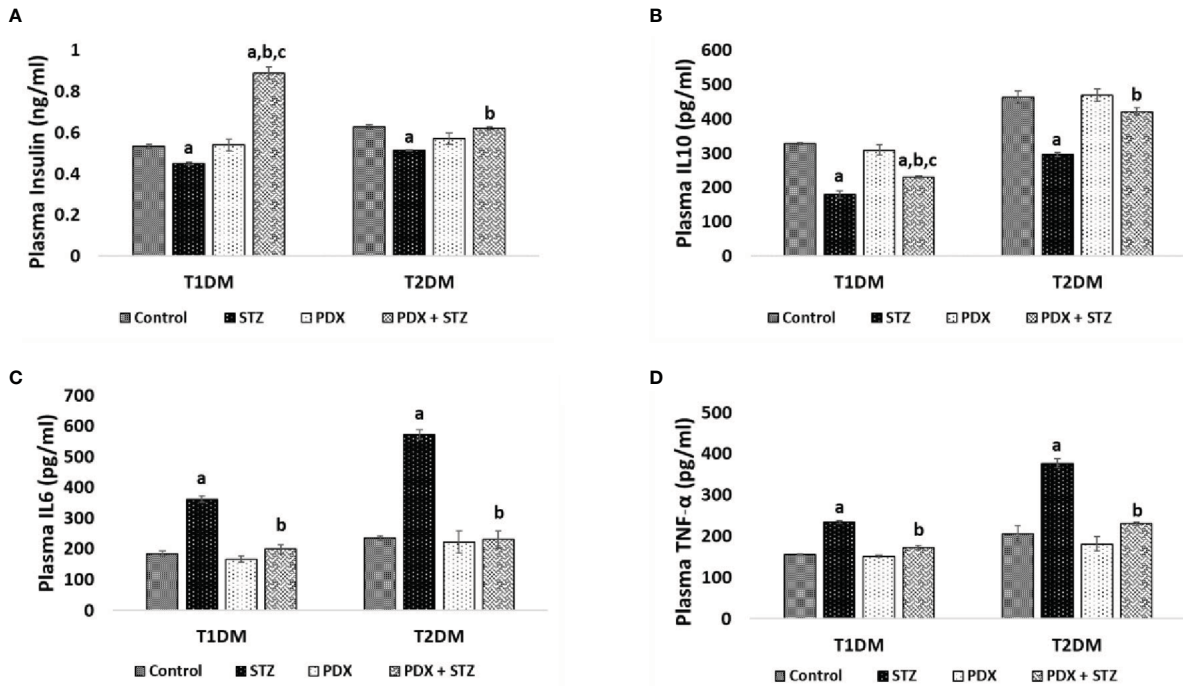 A
Plasma Insulin (ng/ml)
1
0.8
0.6
0.4
0.2
0
a
a,b,c
a
b
T1DM
T2DM
Control
STZ
PDX
PDX + STZ
B
Plasma IL10 (pg/ml)
600
500
400
300
200
100
0
a
a,b,c
a
b
T1DM
T2DM
Control
STZ
PDX
PDX + STZ
C
Plasma IL6 (pg/ml)
700
600
500
400
300
200
100
0
a
b
a
b
T1DM
T2DM
Control
STZ
PDX
PDX + STZ
D
Plasma TNF-α (pg/ml)
500
400
300
200
100
000
a
b
a
b
T1DM
T2DM
Control
STZ
PDX
PDX + STZ